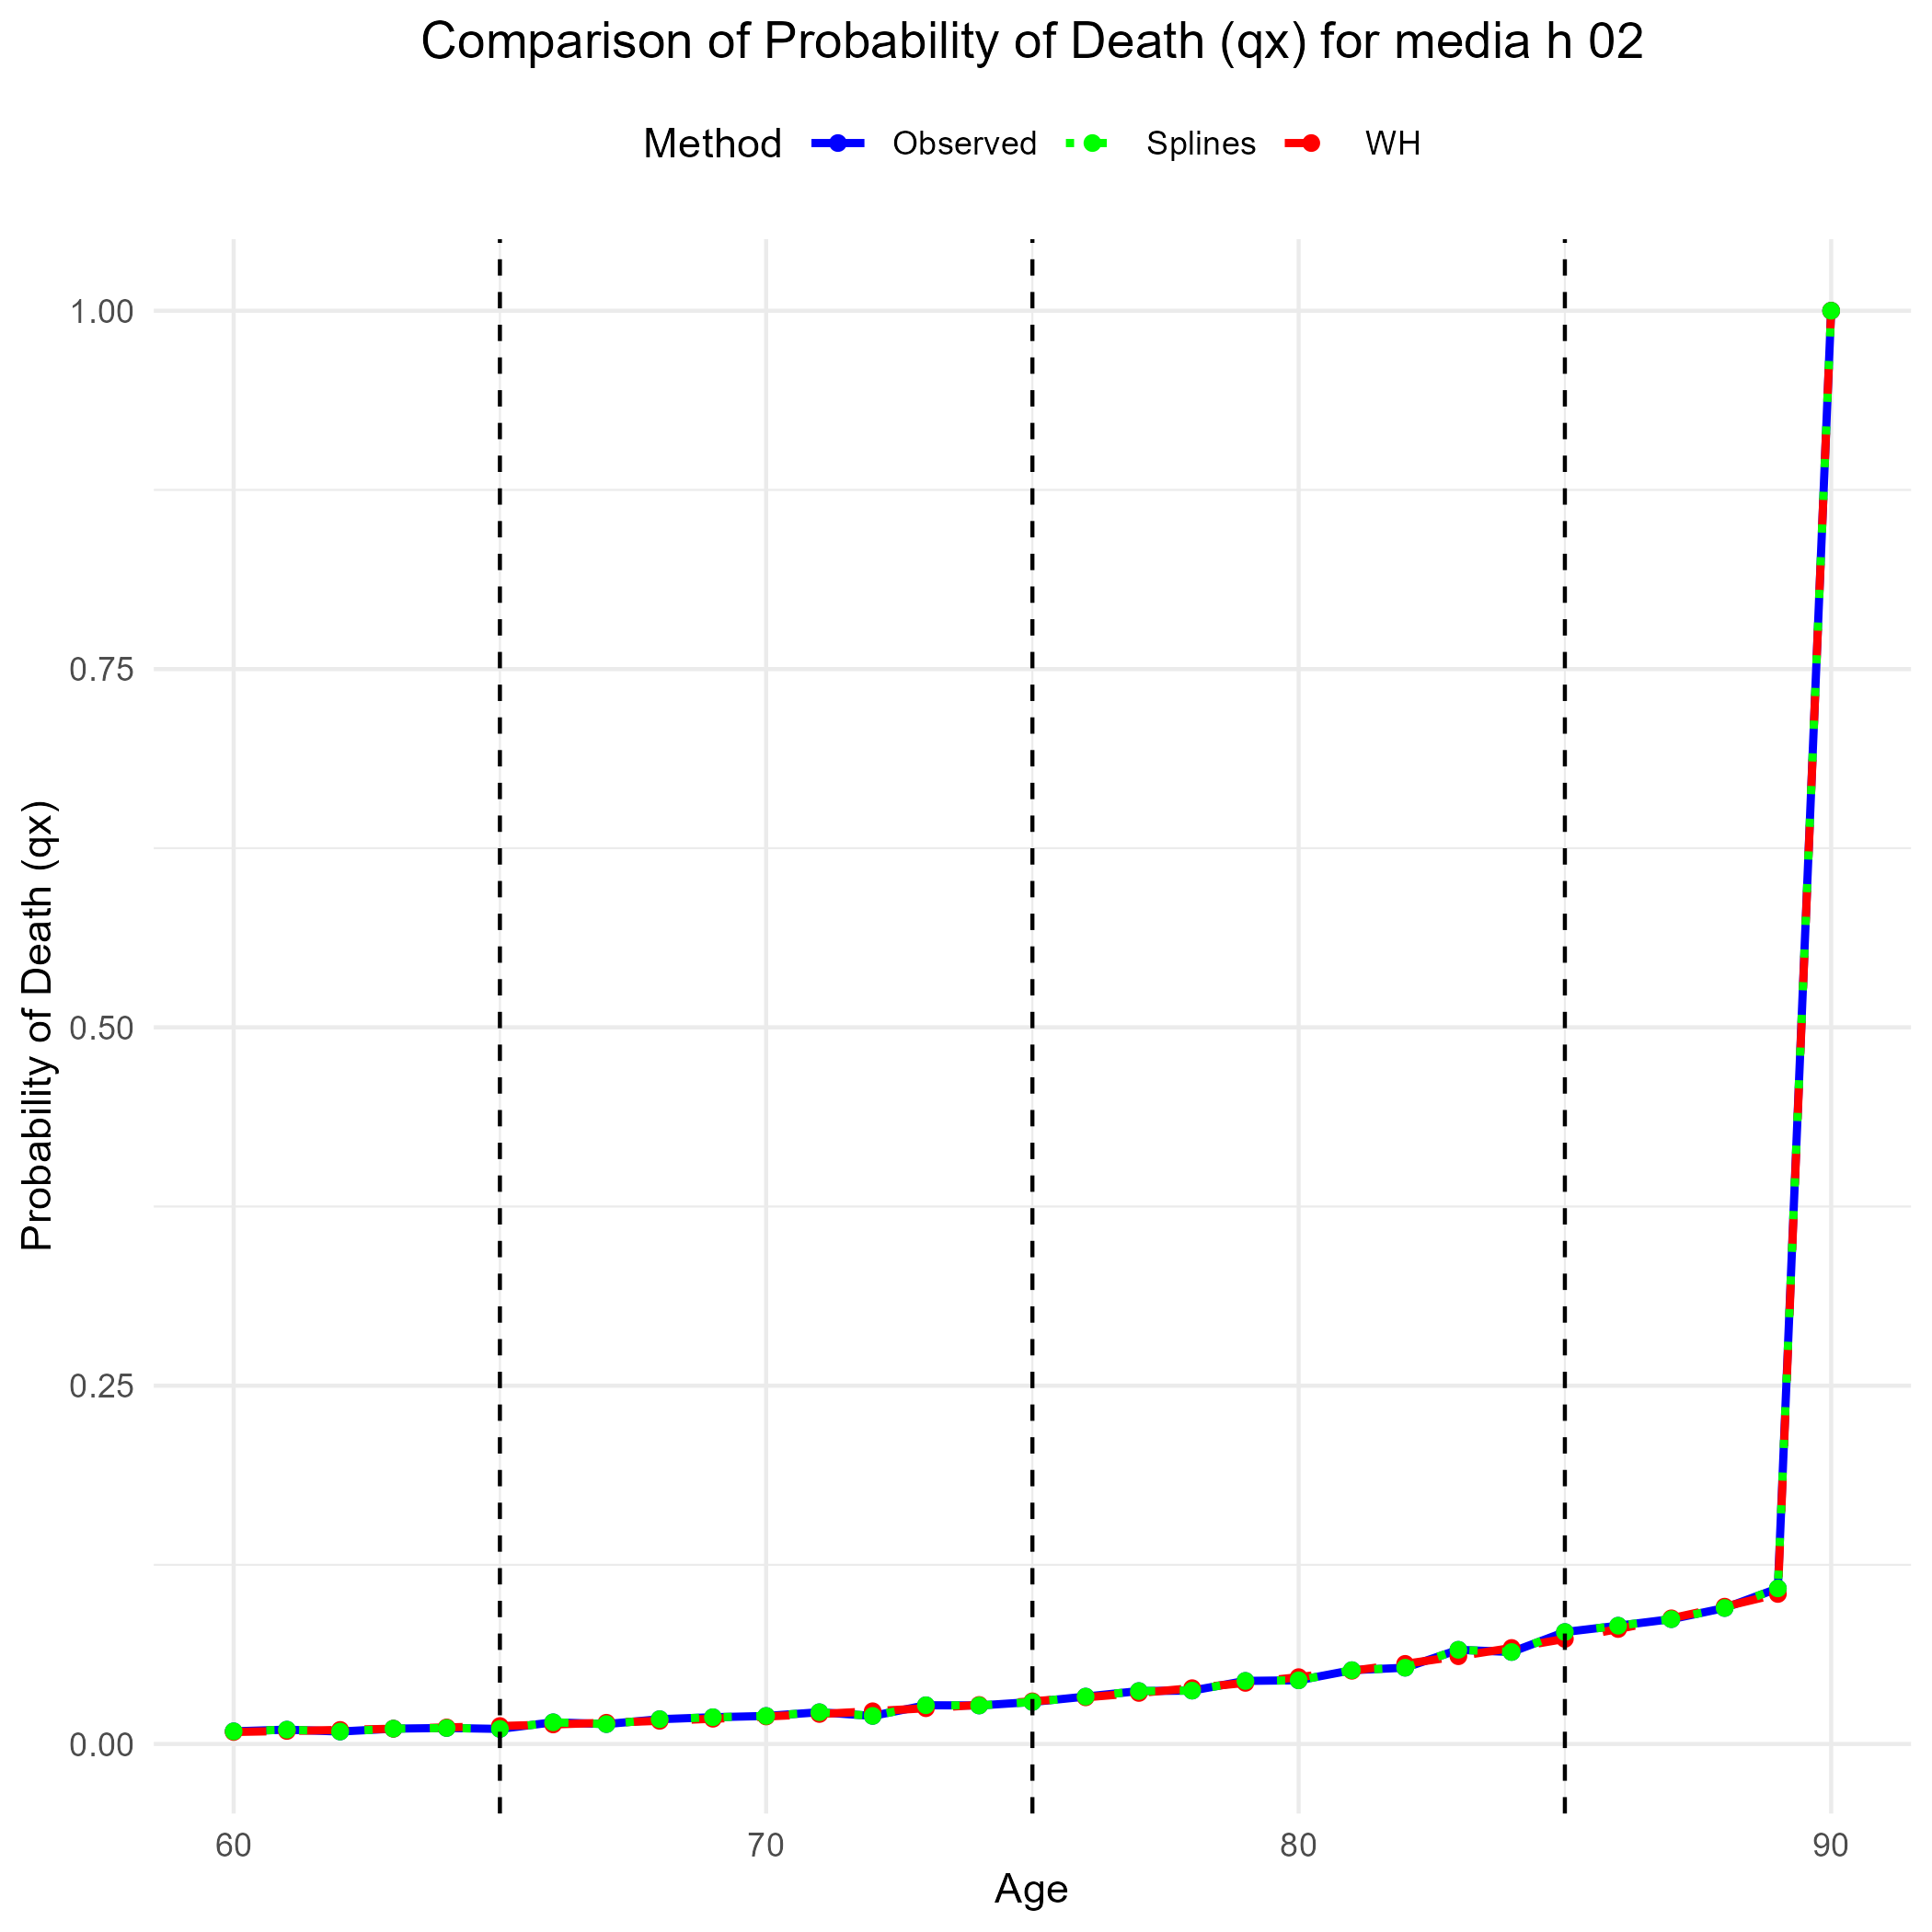 Comparison of Probability of Death (qx) for media h 02
Method Observed Splines WH
1.00
0.75
0.50
0.25
0.00
Probability of Death (qx)
60 70 80 90
Age